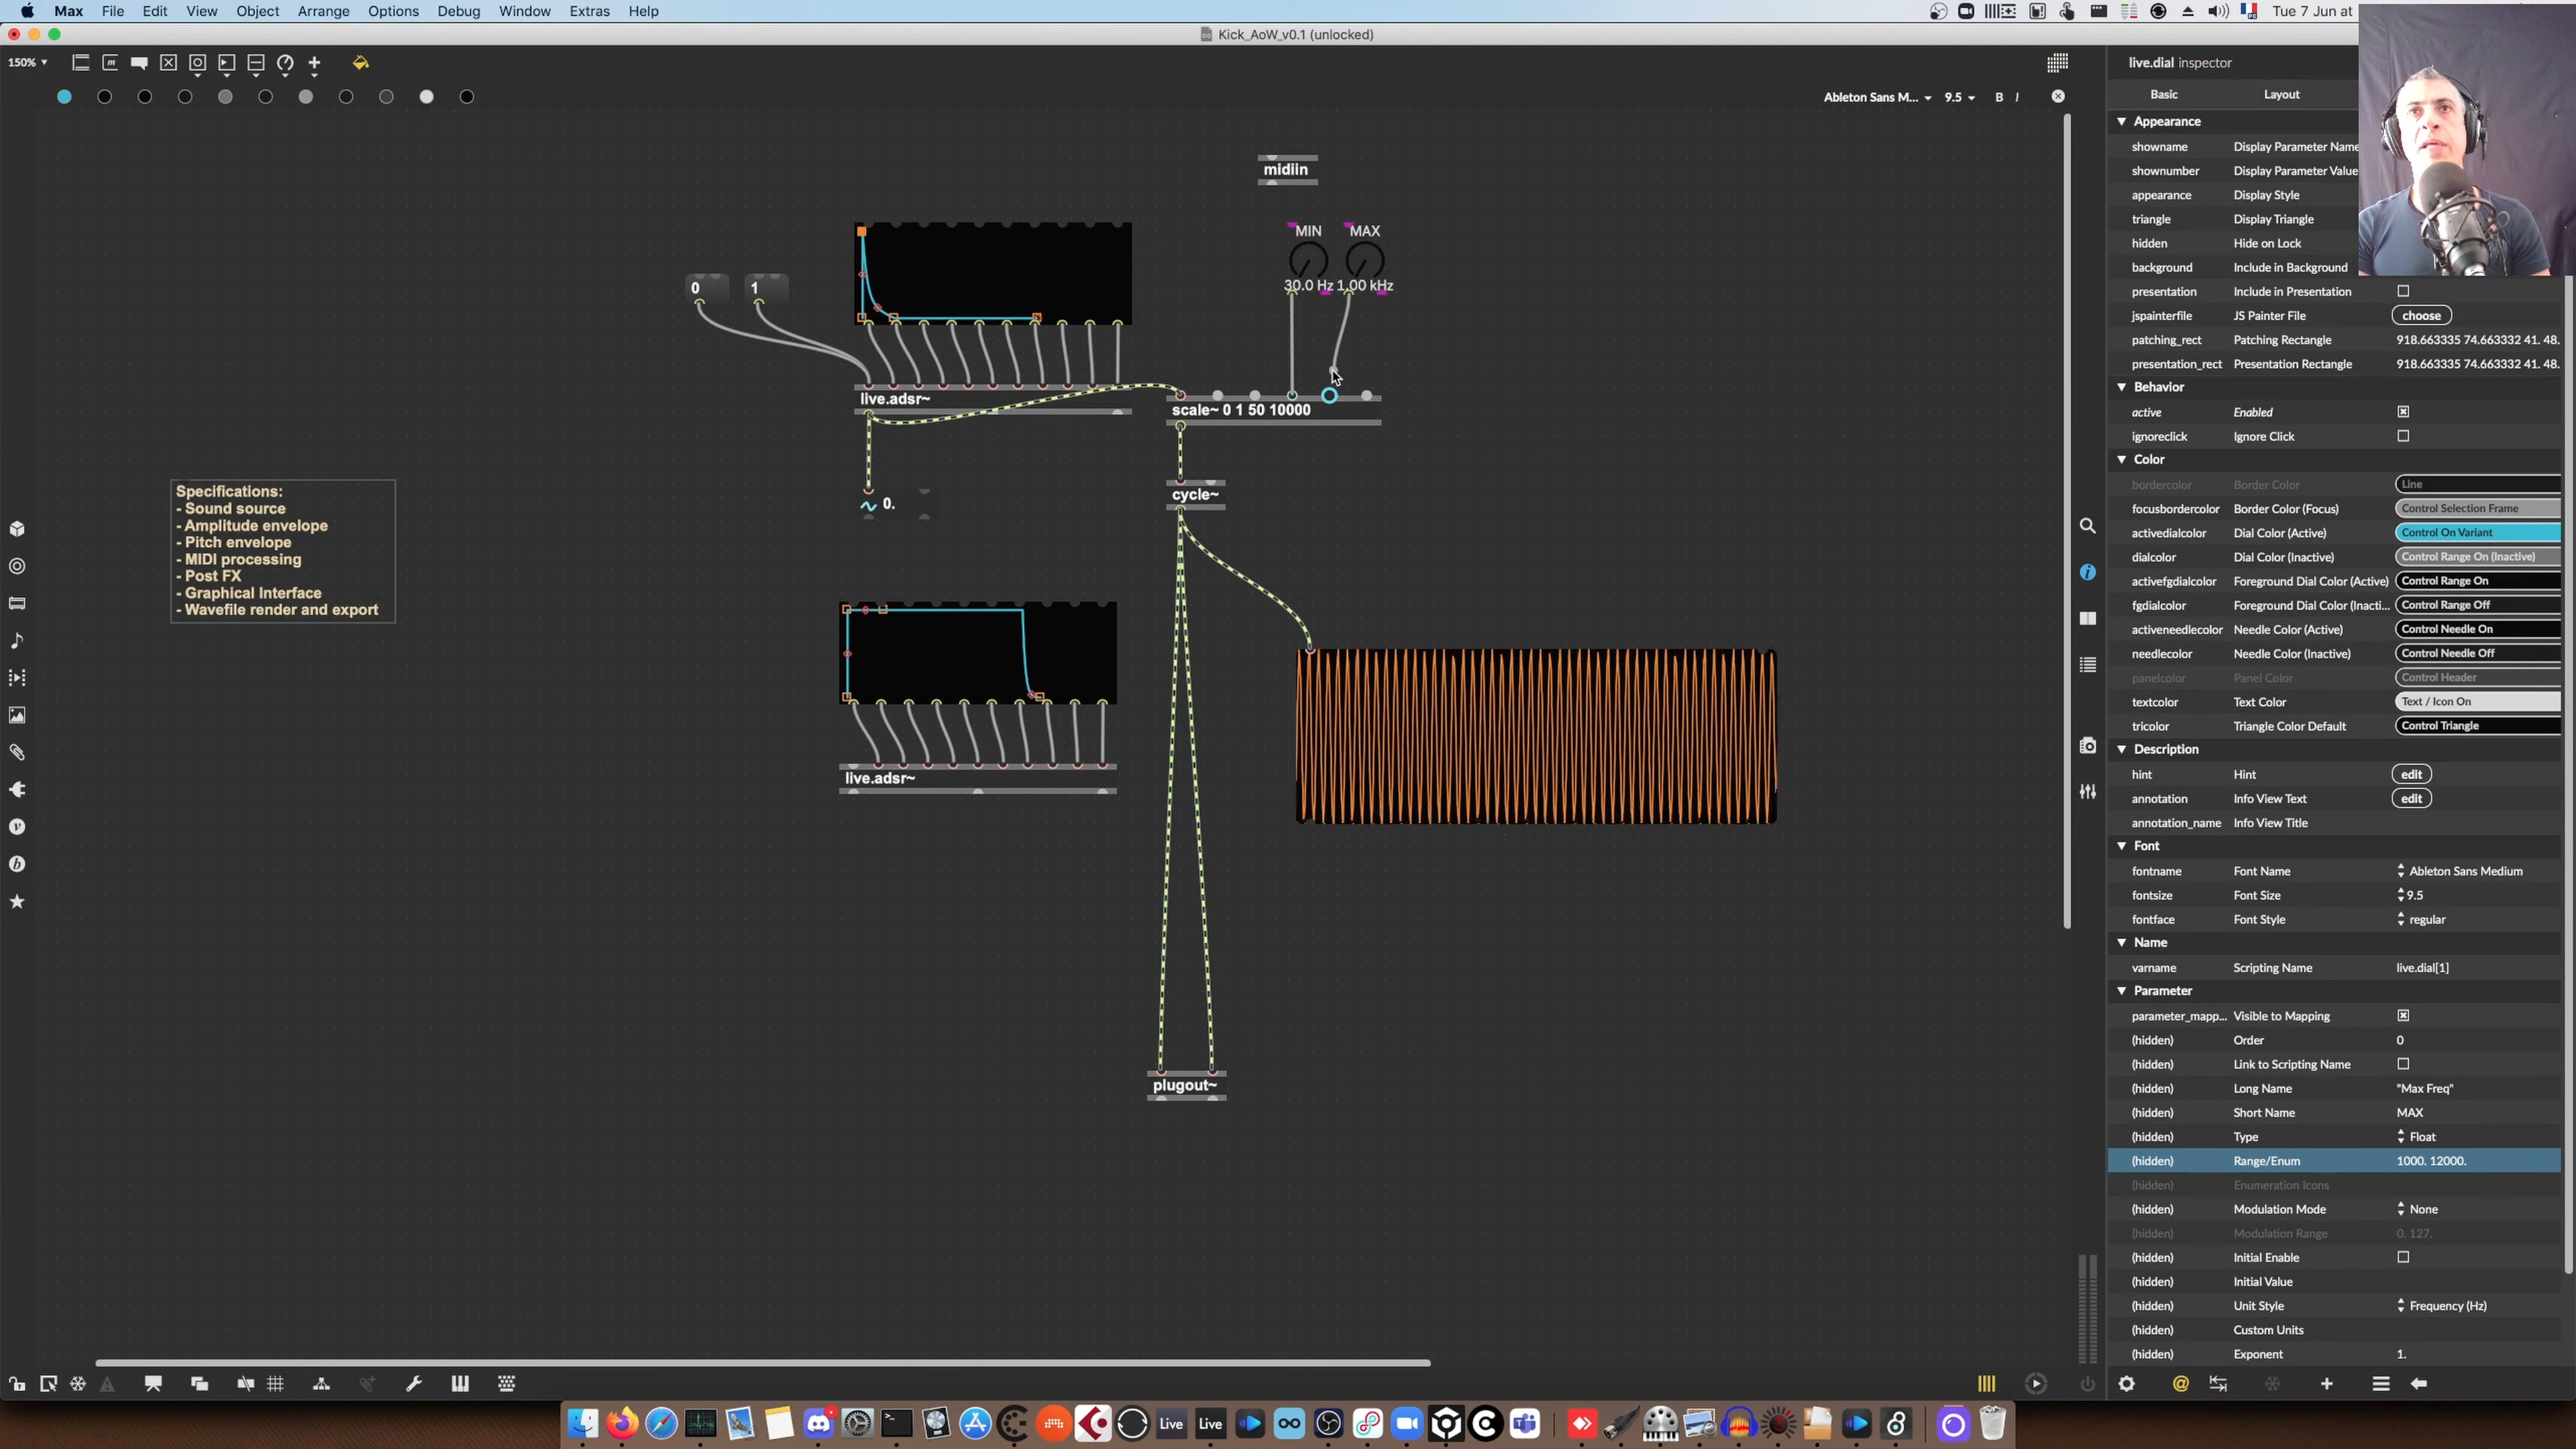 Max File Edit View Object Arrange Options Debug Window Extras Help
Tue 7 Jun at
Kick_AoW_v0.1 (unlocked)
150%
live.dial inspector
Ableton Sans M... 9.5 B I
Basic Layout
Appearance
showname Display Parameter Name
shownumber Display Parameter Value
appearance Display Style
triangle Display Triangle
hidden Hide on Lock
background Include in Background
presentation Include in Presentation
jspainterfile JS Painter File choose
patching_rect Patching Rectangle 918.663335 74.663332 41. 48.
presentation_rect Presentation Rectangle 918.663335 74.663332 41. 48.
Behavior
active Enabled
ignoreclick Ignore Click
Color
bordercolor Border Color Line
focusbordercolor Border Color (Focus) Control Selection Frame
activedialcolor Dial Color (Active) Control On Variant
dialcolor Dial Color (Inactive) Control Range On (Inactive)
activefgdialcolor Foreground Dial Color (Active) Control Range On
fgdialcolor Foreground Dial Color (Inacti... Control Range Off
activeneedlecolor Needle Color (Active) Control Needle On
needlecolor Needle Color (Inactive) Control Needle Off
panelcolor Panel Color Control Header
textcolor Text Color Text / Icon On
tricolor Triangle Color Default Control Triangle
Description
hint Hint edit
annotation Info View Text edit
annotation_name Info View Title
Font
fontname Font Name Ableton Sans Medium
fontsize Font Size 9.5
fontface Font Style regular
Name
varname Scripting Name live.dial[1]
Parameter
parameter_mapp... Visible to Mapping
(hidden) Order 0
(hidden) Link to Scripting Name
(hidden) Long Name "Max Freq"
(hidden) Short Name MAX
(hidden) Type Float
(hidden) Range/Enum 1000. 12000.
(hidden) Enumeration Icons
(hidden) Modulation Mode None
(hidden) Modulation Range 0. 127.
(hidden) Initial Enable
(hidden) Initial Value
(hidden) Unit Style Frequency (Hz)
(hidden) Custom Units
(hidden) Exponent 1.
midiin
MIN MAX
30.0 Hz 1.00 kHz
0 1
live.adsr~
scale~ 0 1 50 10000
cycle~
0.
Specifications:
- Sound source
- Amplitude envelope
- Pitch envelope
- MIDI processing
- Post FX
- Graphical Interface
- Wavefile render and export
live.adsr~
plugout~
Live Live